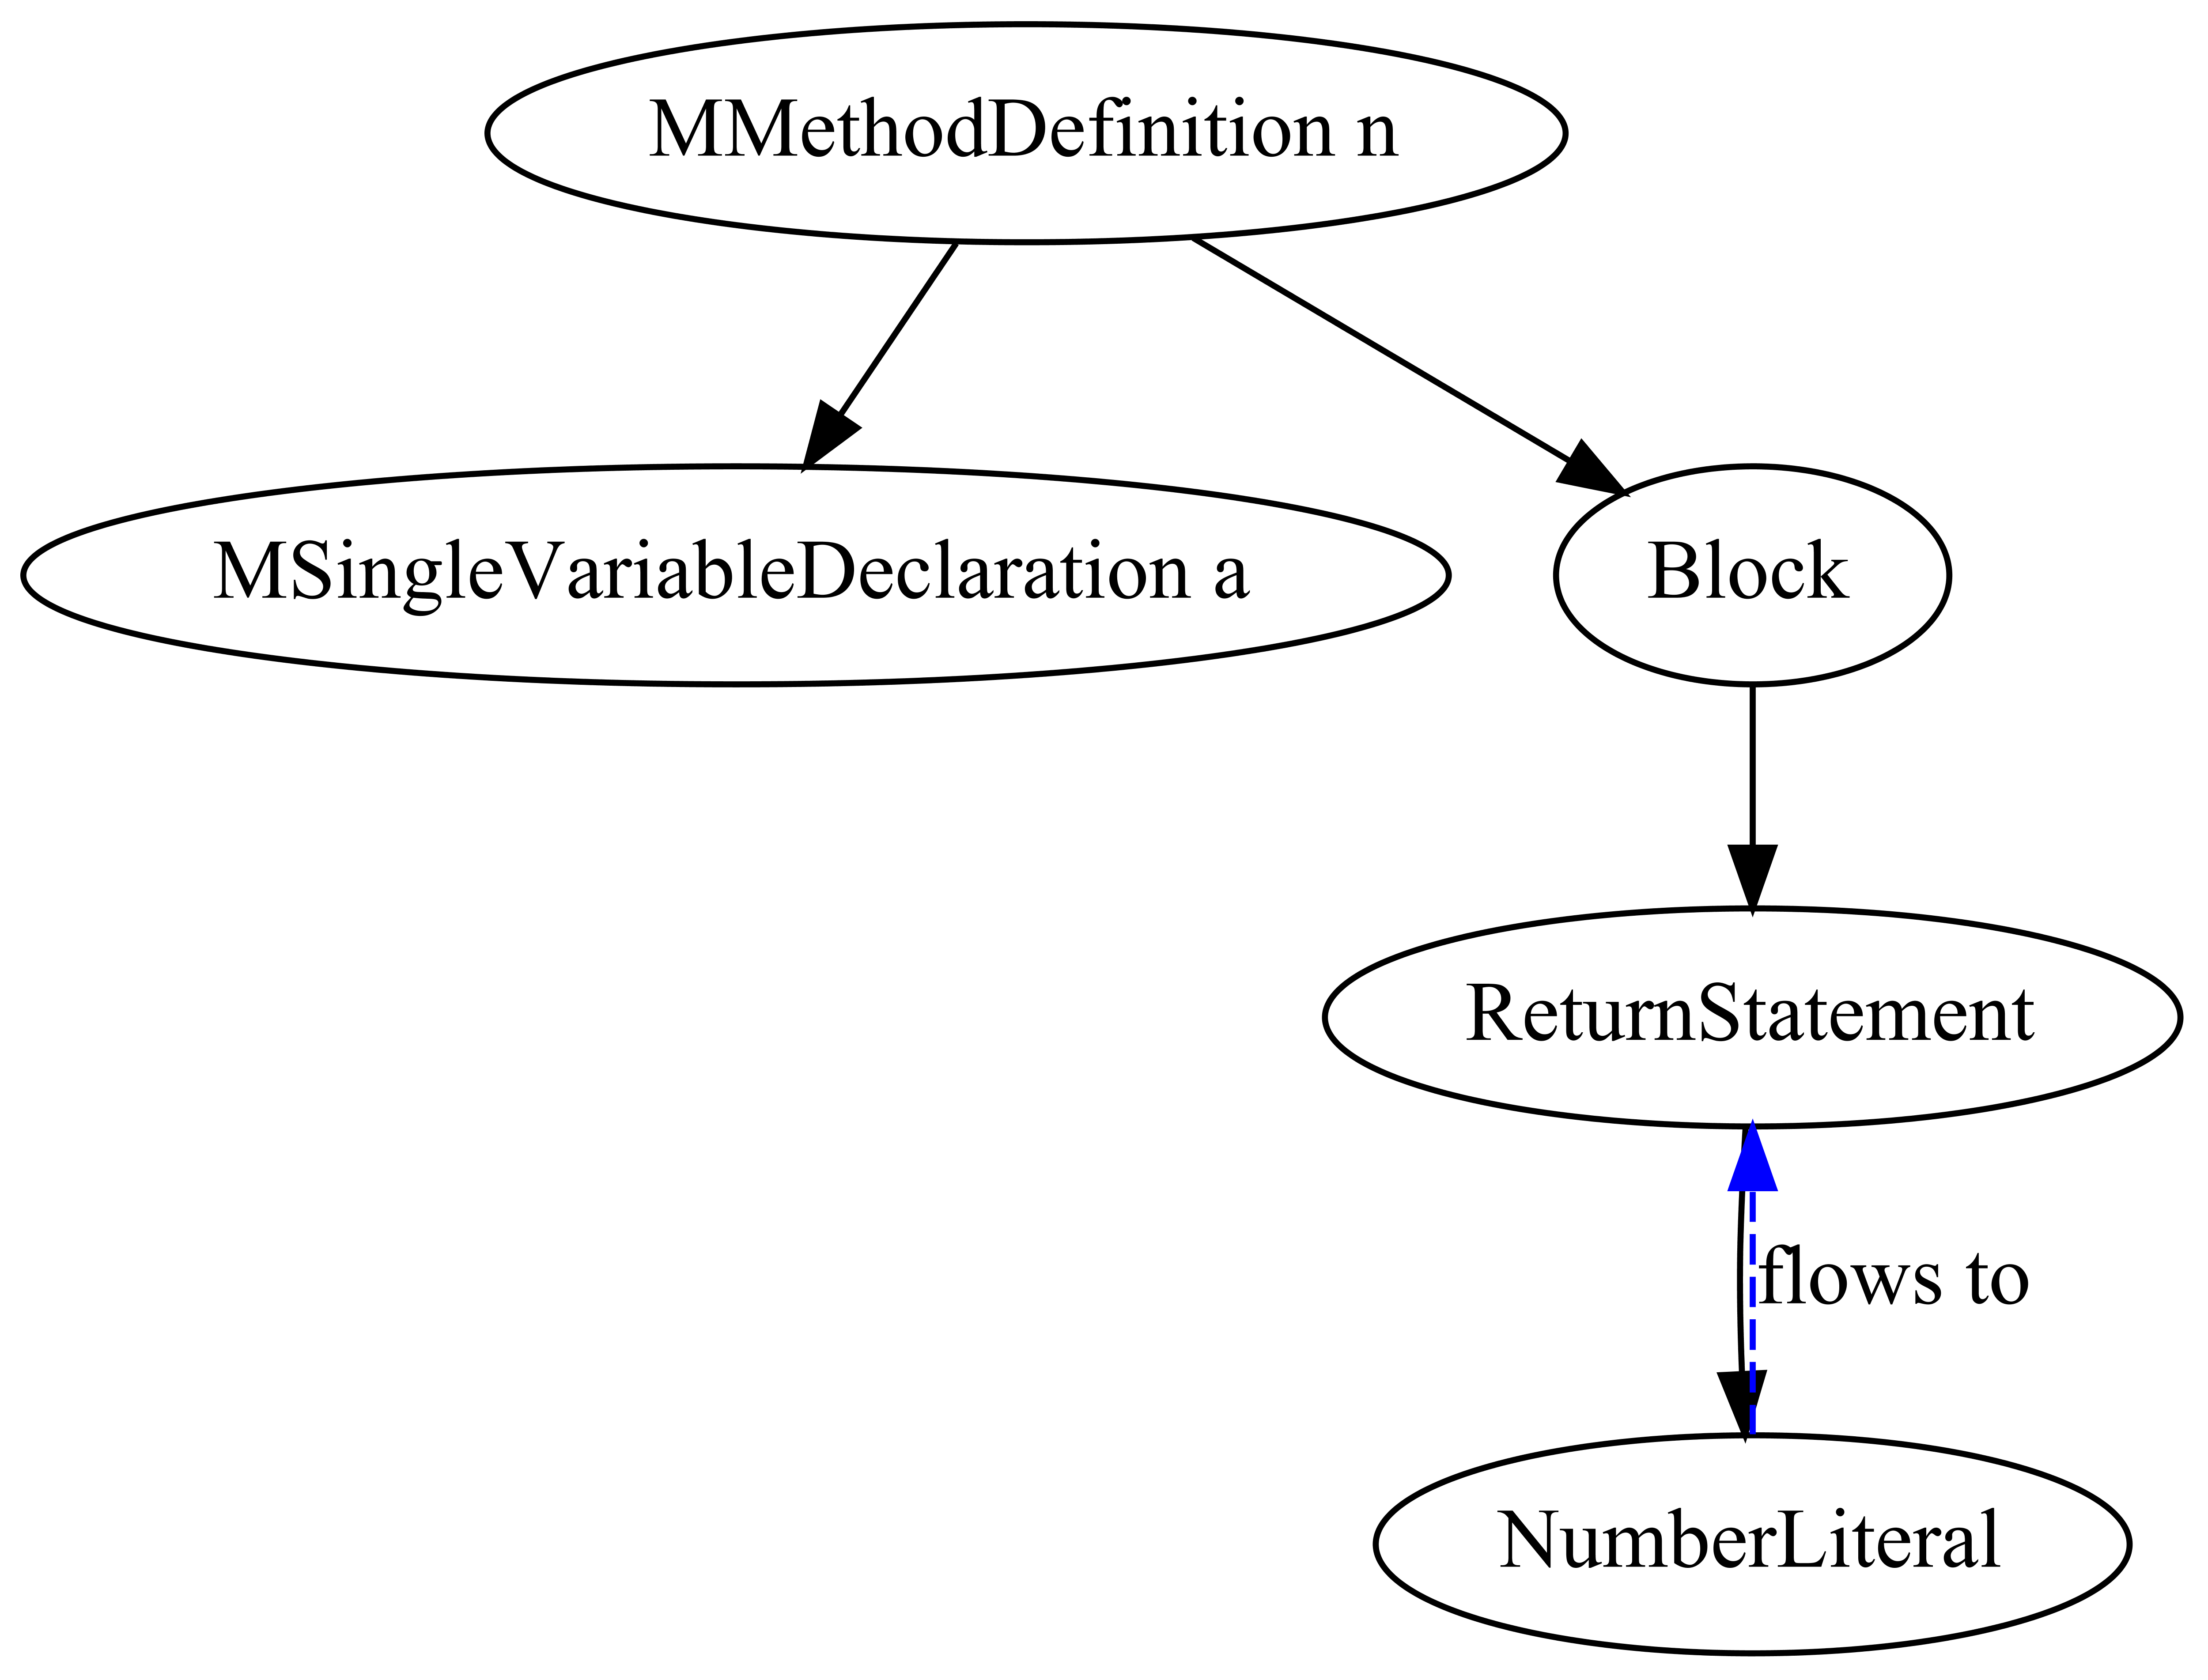 MMethodDefinition n
MSingleVariableDeclaration a
Block
ReturnStatement
flows to
NumberLiteral